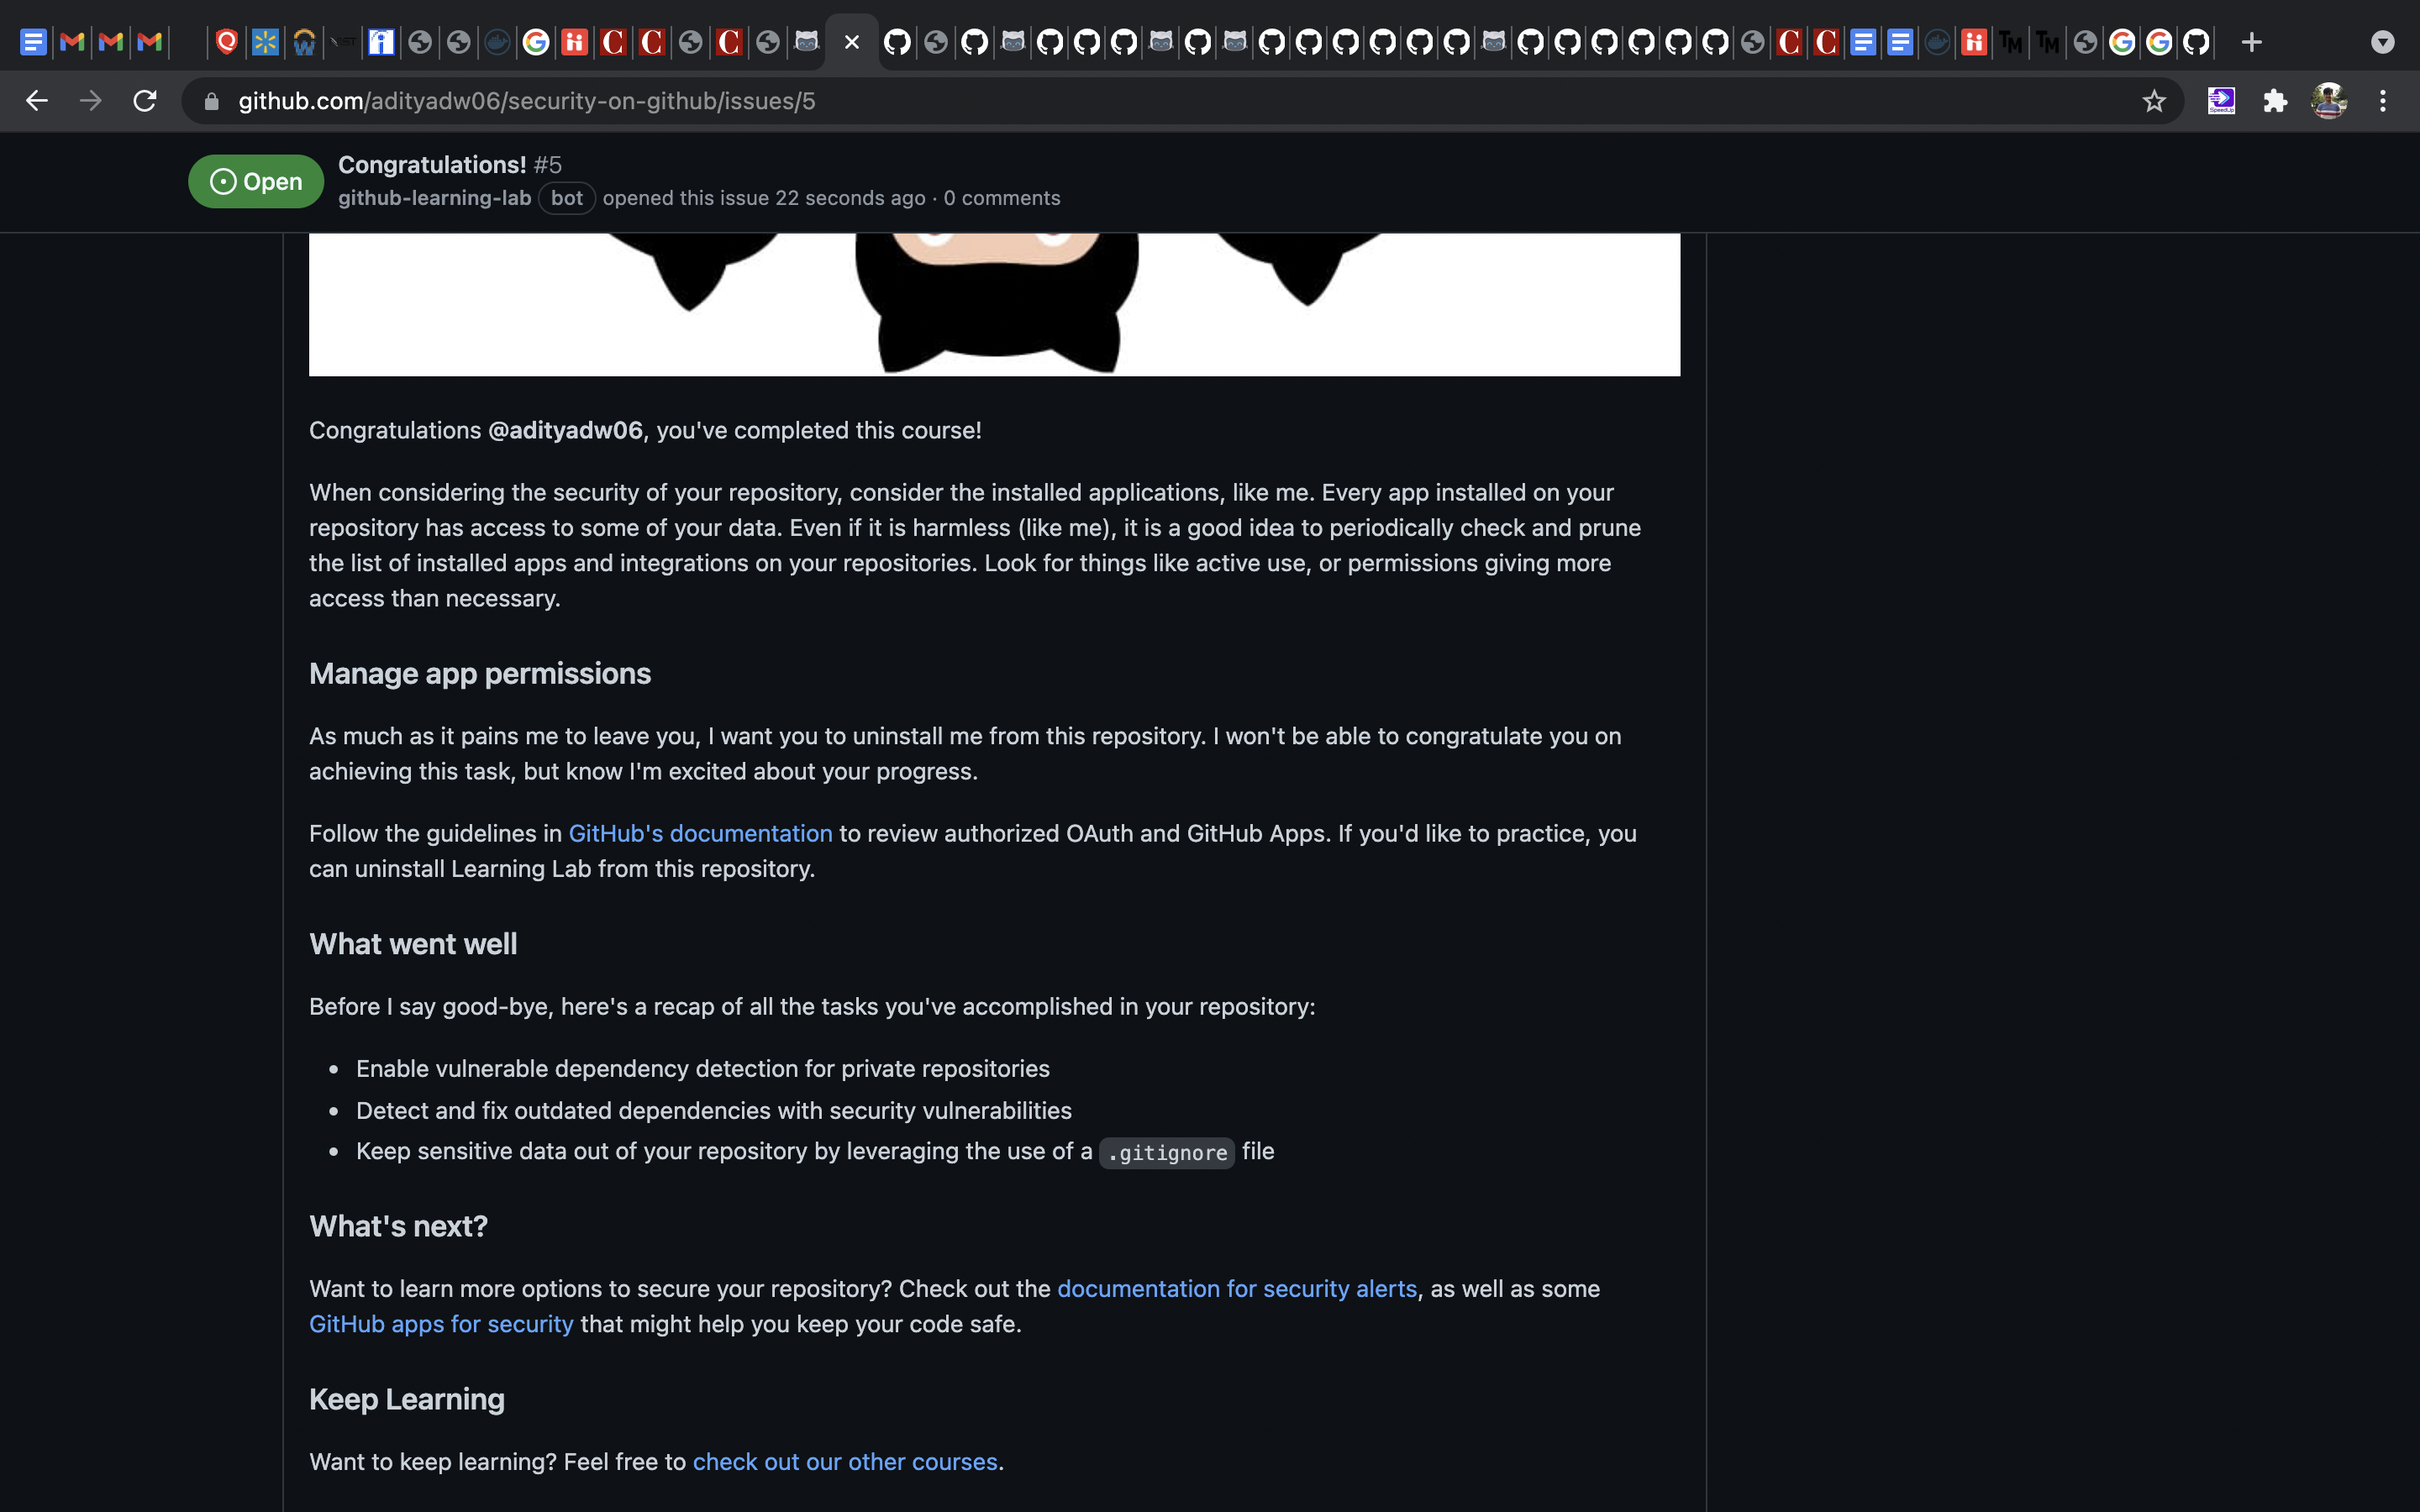 github.com/adityadw06/security-on-github/issues/5
SpeedUp
Open
Congratulations! #5
github-learning-lab bot opened this issue 22 seconds ago · 0 comments
Congratulations @adityadw06, you've completed this course!
When considering the security of your repository, consider the installed applications, like me. Every app installed on your
repository has access to some of your data. Even if it is harmless (like me), it is a good idea to periodically check and prune
the list of installed apps and integrations on your repositories. Look for things like active use, or permissions giving more
access than necessary.
Manage app permissions
As much as it pains me to leave you, I want you to uninstall me from this repository. I won't be able to congratulate you on
achieving this task, but know I'm excited about your progress.
Follow the guidelines in GitHub's documentation to review authorized OAuth and GitHub Apps. If you'd like to practice, you
can uninstall Learning Lab from this repository.
What went well
Before I say good-bye, here's a recap of all the tasks you've accomplished in your repository:
• Enable vulnerable dependency detection for private repositories
• Detect and fix outdated dependencies with security vulnerabilities
• Keep sensitive data out of your repository by leveraging the use of a .gitignore file
What's next?
Want to learn more options to secure your repository? Check out the documentation for security alerts, as well as some
GitHub apps for security that might help you keep your code safe.
Keep Learning
Want to keep learning? Feel free to check out our other courses.